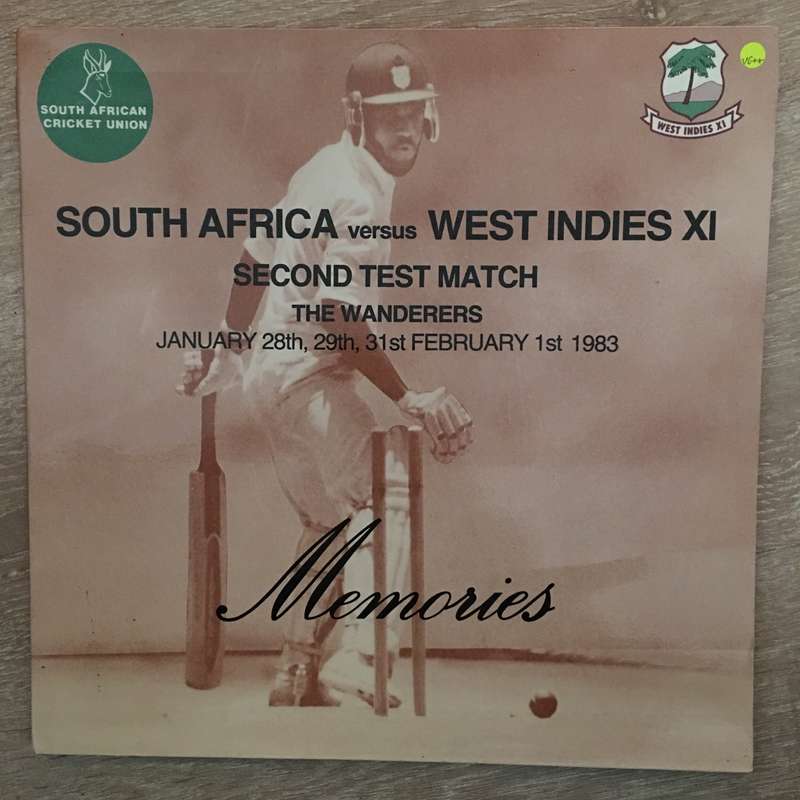 SOUTH AFRICAN
CRICKET UNION
WEST INDIES XI
VG++
SOUTH AFRICA versus WEST INDIES XI
SECOND TEST MATCH
THE WANDERERS
JANUARY 28th, 29th, 31st FEBRUARY 1st 1983
Memories